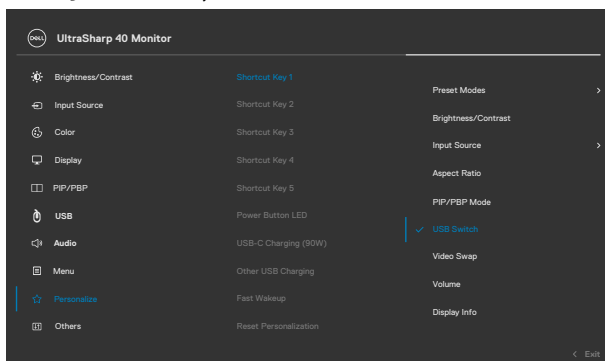 DELL UltraSharp 40 Monitor
Brightness/Contrast
Input Source
Color
Display
PIP/PBP
USB
Audio
Menu
Personalize
Others
Shortcut Key 1
Shortcut Key 2
Shortcut Key 3
Shortcut Key 4
Shortcut Key 5
Power Button LED
USB-C Charging (90W)
Other USB Charging
Fast Wakeup
Reset Personalization
Preset Modes
Brightness/Contrast
Input Source
Aspect Ratio
PIP/PBP Mode
USB Switch
Video Swap
Volume
Display Info
Exit